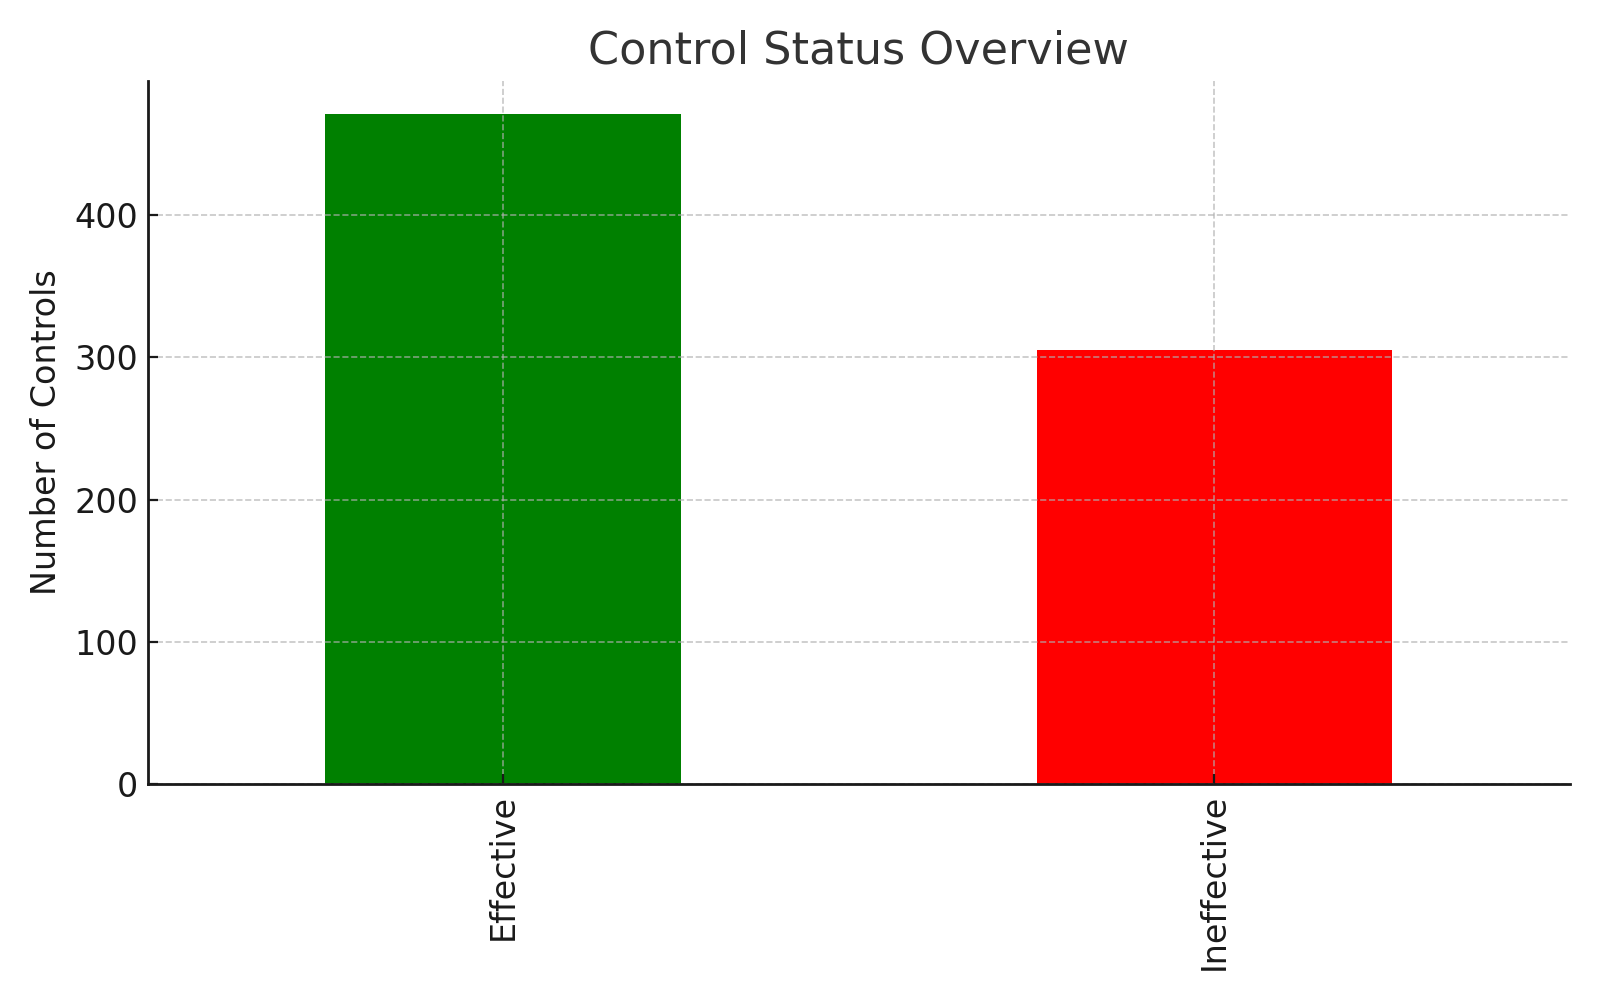 Control Status Overview
Number of Controls
400
300
200
100
0
Effective
Ineffective